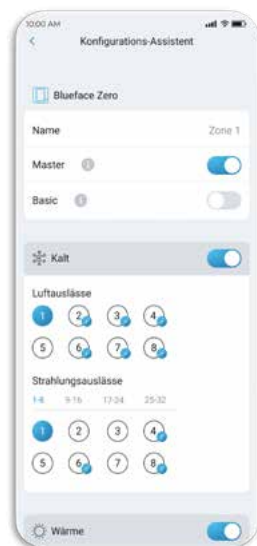 10:00 AM
Konfigurations-Assistent
Blueface Zero
Name Zone 1
Master
Basic
Kalt
Luftauslässe
1 2 3 4
5 6 7 8
Strahlungsauslässe
1-8 9-16 17-24 25-32
1 2 3 4
5 6 7 8
Wärme